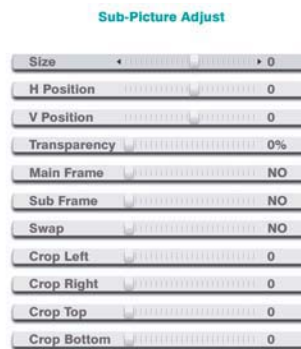 Sub-Picture Adjust
Size 0
H Position 0
V Position 0
Transparency 0%
Main Frame NO
Sub Frame NO
Swap NO
Crop Left 0
Crop Right 0
Crop Top 0
Crop Bottom 0